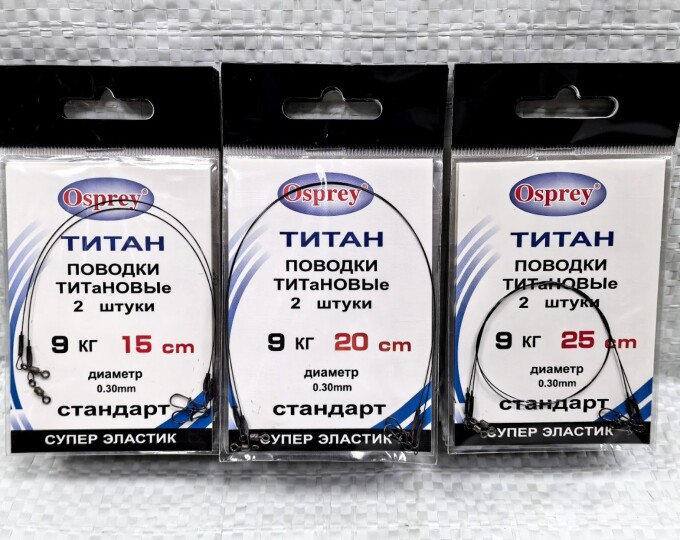 Osprey®
ТИТАН
ПОВОДКИ
ТИТаНОВЫе
2 штуки
9 кг 15 cm
диаметр
0.30mm
стандарт
СУПЕР ЭЛАСТИК
Osprey®
ТИТАН
ПОВОДКИ
ТИТаНОВЫе
2 штуки
9 кг 20 cm
диаметр
0.30mm
стандарт
СУПЕР ЭЛАСТИК
Osprey®
ТИТАН
ПОВОДКИ
ТИТаНОВЫе
2 штуки
9 кг 25 cm
диаметр
0.30mm
стандарт
СУПЕР ЭЛАСТИК